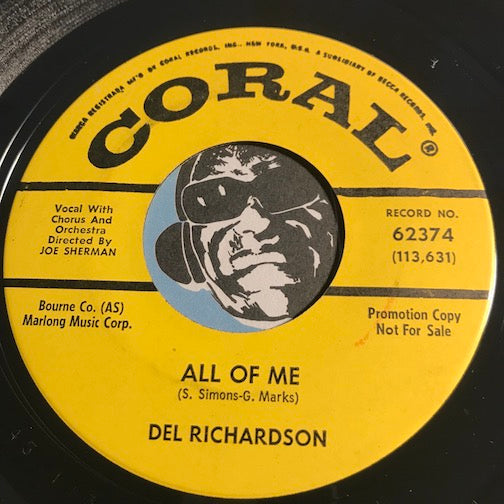 MARCA REGISTRADA MF'D BY CORAL RECORDS, INC., NEW YORK, U.S.A. A SUBSIDIARY OF DECCA RECORDS, INC.
CORAL®
Vocal With
Chorus And
Orchestra
Directed By
JOE SHERMAN
RECORD NO.
62374
(113,631)
Bourne Co. (AS)
Marlong Music Corp.
Promotion Copy
Not For Sale
ALL OF ME
(S. Simons-G. Marks)
DEL RICHARDSON